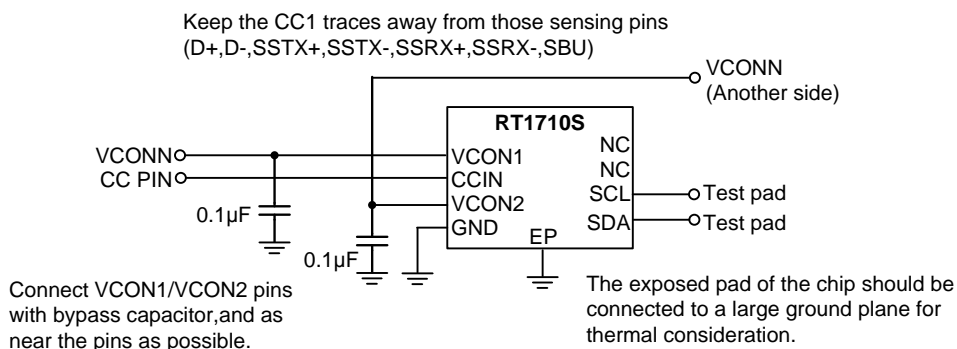 Keep the CC1 traces away from those sensing pins
(D+,D-,SSTX+,SSTX-,SSRX+,SSRX-,SBU)
VCONN
(Another side)
RT1710S
VCONN
CC PIN
VCON1
CCIN
VCON2
GND
EP
NC
NC
SCL
SDA
Test pad
Test pad
0.1µF
0.1µF
Connect VCON1/VCON2 pins
with bypass capacitor,and as
near the pins as possible.
The exposed pad of the chip should be
connected to a large ground plane for
thermal consideration.